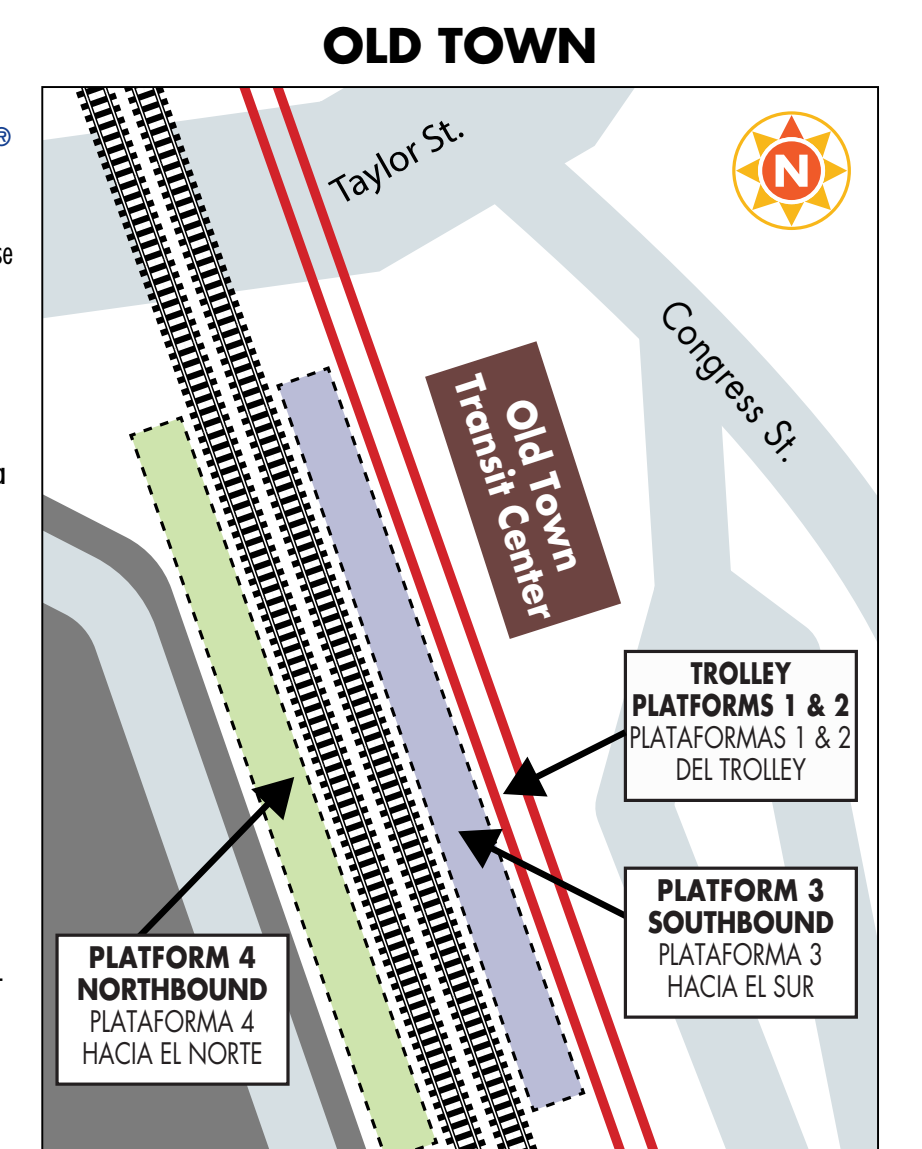 OLD TOWN
®
se
a
Taylor St.
N
Congress St.
Old Town
Transit Center
TROLLEY
PLATFORMS 1 & 2
PLATAFORMAS 1 & 2
DEL TROLLEY
PLATFORM 3
SOUTHBOUND
PLATAFORMA 3
HACIA EL SUR
PLATFORM 4
NORTHBOUND
PLATAFORMA 4
HACIA EL NORTE